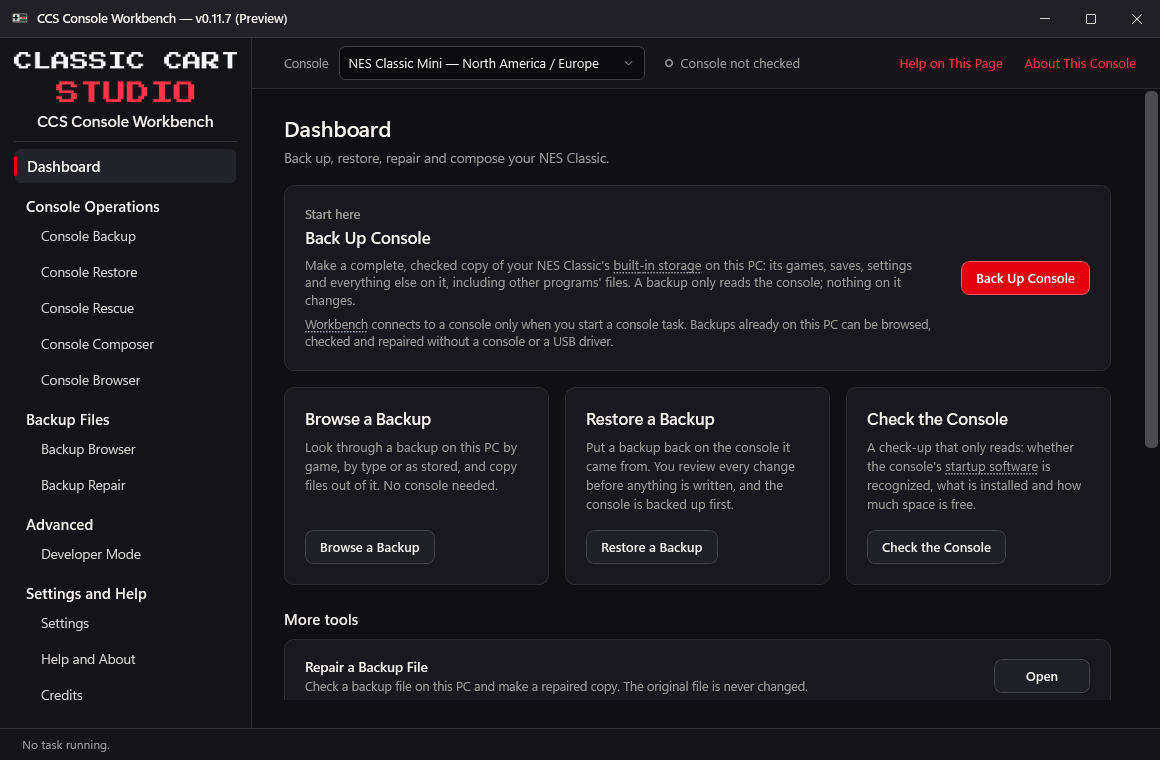 CCS Console Workbench — v0.11.7 (Preview)
CLASSIC CART
STUDIO
CCS Console Workbench
Dashboard
Console Operations
Console Backup
Console Restore
Console Rescue
Console Composer
Console Browser
Backup Files
Backup Browser
Backup Repair
Advanced
Developer Mode
Settings and Help
Settings
Help and About
Credits
Console
NES Classic Mini — North America / Europe
Console not checked
Help on This Page
About This Console
Dashboard
Back up, restore, repair and compose your NES Classic.
Start here
Back Up Console
Make a complete, checked copy of your NES Classic's built-in storage on this PC: its games, saves, settings
and everything else on it, including other programs' files. A backup only reads the console; nothing on it
changes.
Workbench connects to a console only when you start a console task. Backups already on this PC can be browsed,
checked and repaired without a console or a USB driver.
Back Up Console
Browse a Backup
Look through a backup on this PC by
game, by type or as stored, and copy
files out of it. No console needed.
Browse a Backup
Restore a Backup
Put a backup back on the console it
came from. You review every change
before anything is written, and the
console is backed up first.
Restore a Backup
Check the Console
A check-up that only reads: whether
the console's startup software is
recognized, what is installed and how
much space is free.
Check the Console
More tools
Repair a Backup File
Check a backup file on this PC and make a repaired copy. The original file is never changed.
Open
No task running.